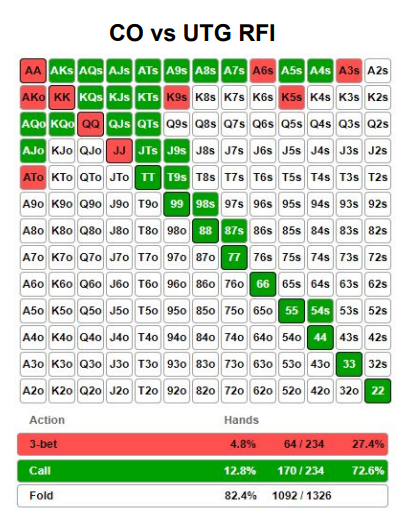 CO vs UTG RFI
AA AKs AQs AJs ATs A9s A8s A7s A6s A5s A4s A3s A2s
AKo KK KQs KJs KTs K9s K8s K7s K6s K5s K4s K3s K2s
AQo KQo QQ QJs QTs Q9s Q8s Q7s Q6s Q5s Q4s Q3s Q2s
AJo KJo QJo JJ JTs J9s J8s J7s J6s J5s J4s J3s J2s
ATo KTo QTo JTo TT T9s T8s T7s T6s T5s T4s T3s T2s
A9o K9o Q9o J9o T9o 99 98s 97s 96s 95s 94s 93s 92s
A8o K8o Q8o J8o T8o 98o 88 87s 86s 85s 84s 83s 82s
A7o K7o Q7o J7o T7o 97o 87o 77 76s 75s 74s 73s 72s
A6o K6o Q6o J6o T6o 96o 86o 76o 66 65s 64s 63s 62s
A5o K5o Q5o J5o T5o 95o 85o 75o 65o 55 54s 53s 52s
A4o K4o Q4o J4o T4o 94o 84o 74o 64o 54o 44 43s 42s
A3o K3o Q3o J3o T3o 93o 83o 73o 63o 53o 43o 33 32s
A2o K2o Q2o J2o T2o 92o 82o 72o 62o 52o 42o 32o 22
Action Hands
3-bet 4.8% 64 / 234 27.4%
Call 12.8% 170 / 234 72.6%
Fold 82.4% 1092 / 1326